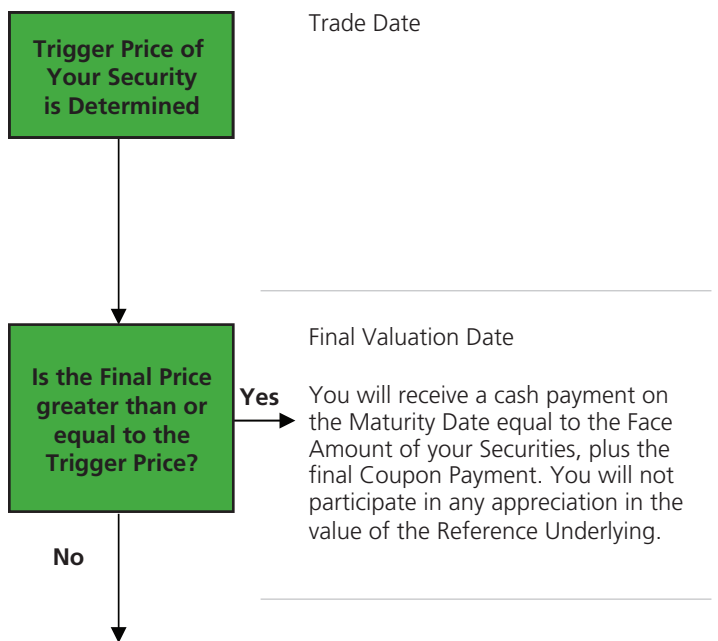 Trigger Price of
Your Security
is Determined
Trade Date
Is the Final Price
greater than or
equal to the
Trigger Price?
Yes
No
Final Valuation Date
You will receive a cash payment on
the Maturity Date equal to the Face
Amount of your Securities, plus the
final Coupon Payment. You will not
participate in any appreciation in the
value of the Reference Underlying.